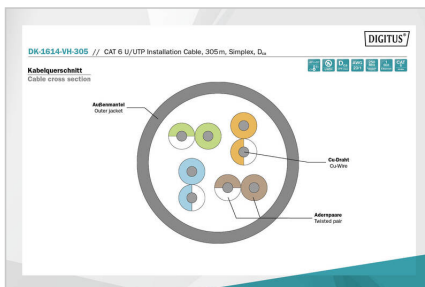 DIGITUS®
DK-1614-VH-305 // CAT 6 U/UTP Installation Cable, 305 m, Simplex, Dca
Kabelquerschnitt
Cable cross section
Außenmantel
Outer jacket
Cu-Draht
Cu-Wire
Adernpaare
Twisted pair